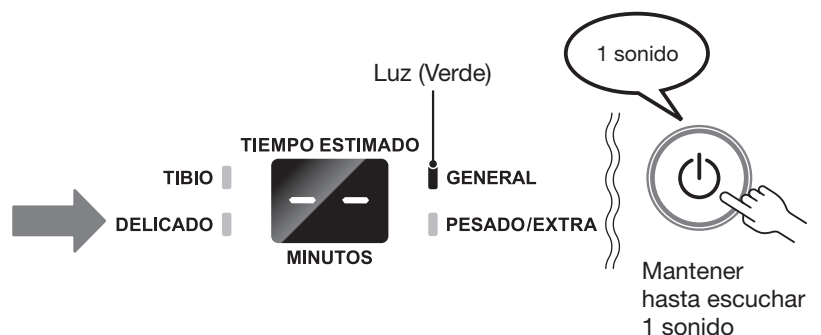 1 sonido
Luz (Verde)
TIEMPO ESTIMADO
TIBIO
GENERAL
DELICADO
PESADO/EXTRA
MINUTOS
Mantener
hasta escuchar
1 sonido